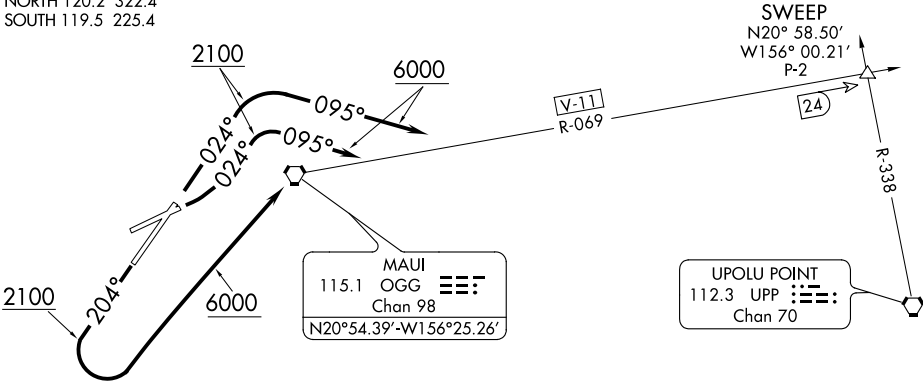 NORTH 120.2 322.4
SOUTH 119.5 225.4
SWEEP
N20° 58.50′
W156° 00.21′
P-2
24
2100
6000
024°
095°
024°
095°
V-11
R-069
R-338
204°
2100
6000
MAUI
115.1 OGG
Chan 98
N20°54.39′-W156°25.26′
UPOLU POINT
112.3 UPP
Chan 70